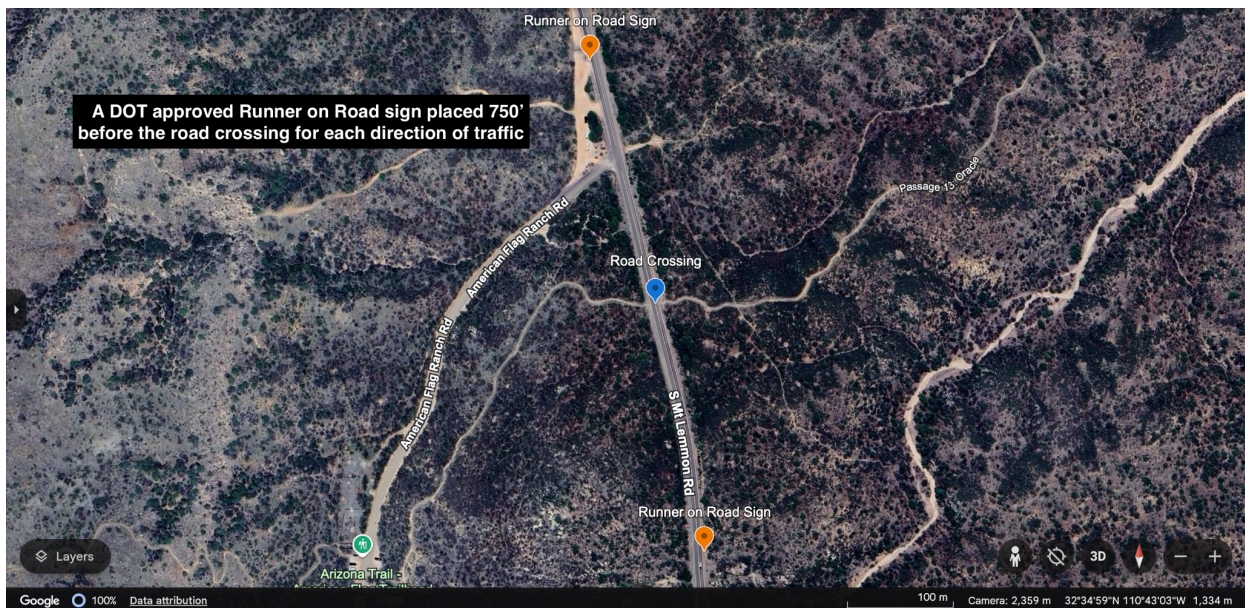 Runner on Road Sign
A DOT approved Runner on Road sign placed 750’
before the road crossing for each direction of traffic
Passage 13: Oracle
American Flag Ranch Rd
Road Crossing
American Flag Ranch Rd
S Mt Lemmon Rd
Runner on Road Sign
Layers
3D
Arizona Trail -
American Flag Trailhead
Google
100%
Data attribution
100 m
Camera: 2,359 m
32°34'59"N 110°43'03"W
1,334 m